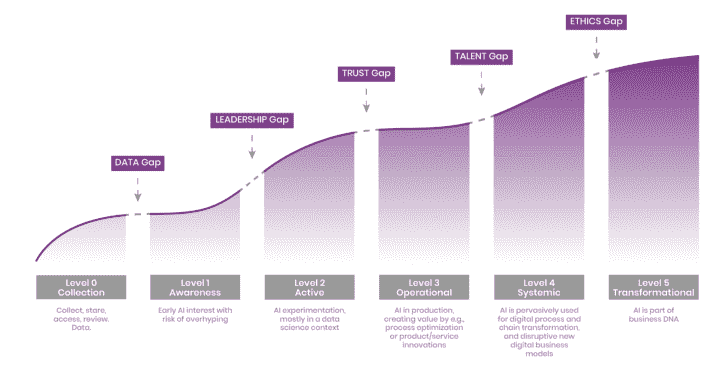 ETHICS Gap
TALENT Gap
TRUST Gap
LEADERSHIP Gap
DATA Gap
Level 0
Collection
Collect, stare,
access, review.
Data.
Level 1
Awareness
Early AI interest with
risk of overhyping
Level 2
Active
AI experimentation,
mostly in a data
science context
Level 3
Operational
AI in production,
creating value by e.g.,
process optimization
or product/service
innovations
Level 4
Systemic
AI is pervasively used
for digital process and
chain transformation,
and disruptive new
digital business
models
Level 5
Transformational
AI is part of
business DNA